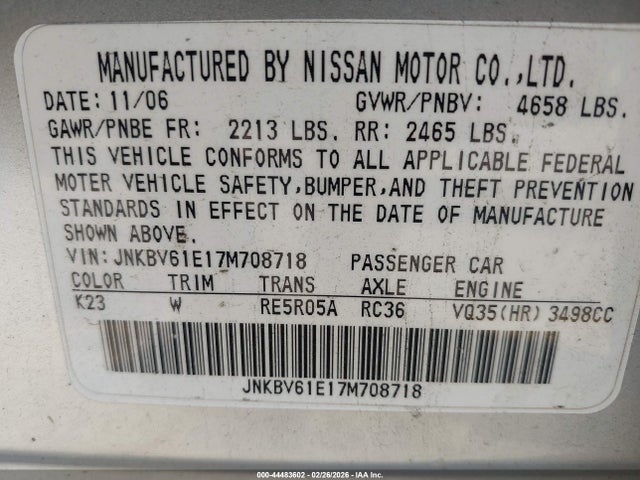 MANUFACTURED BY NISSAN MOTOR CO.,LTD.
DATE: 11/06 GVWR/PNBV: 4658 LBS.
GAWR/PNBE FR: 2213 LBS. RR: 2465 LBS.
THIS VEHICLE CONFORMS TO ALL APPLICABLE FEDERAL
MOTER VEHICLE SAFETY,BUMPER,AND THEFT PREVENTION
STANDARDS IN EFFECT ON THE DATE OF MANUFACTURE
SHOWN ABOVE.
VIN:JNKBV61E17M708718 PASSENGER CAR
COLOR TRIM TRANS AXLE ENGINE
K23 W RE5R05A RC36 VQ35(HR) 3498CC
JNKBV61E17M708718
000-44483602 | 02/26/2026 | IAA Inc.